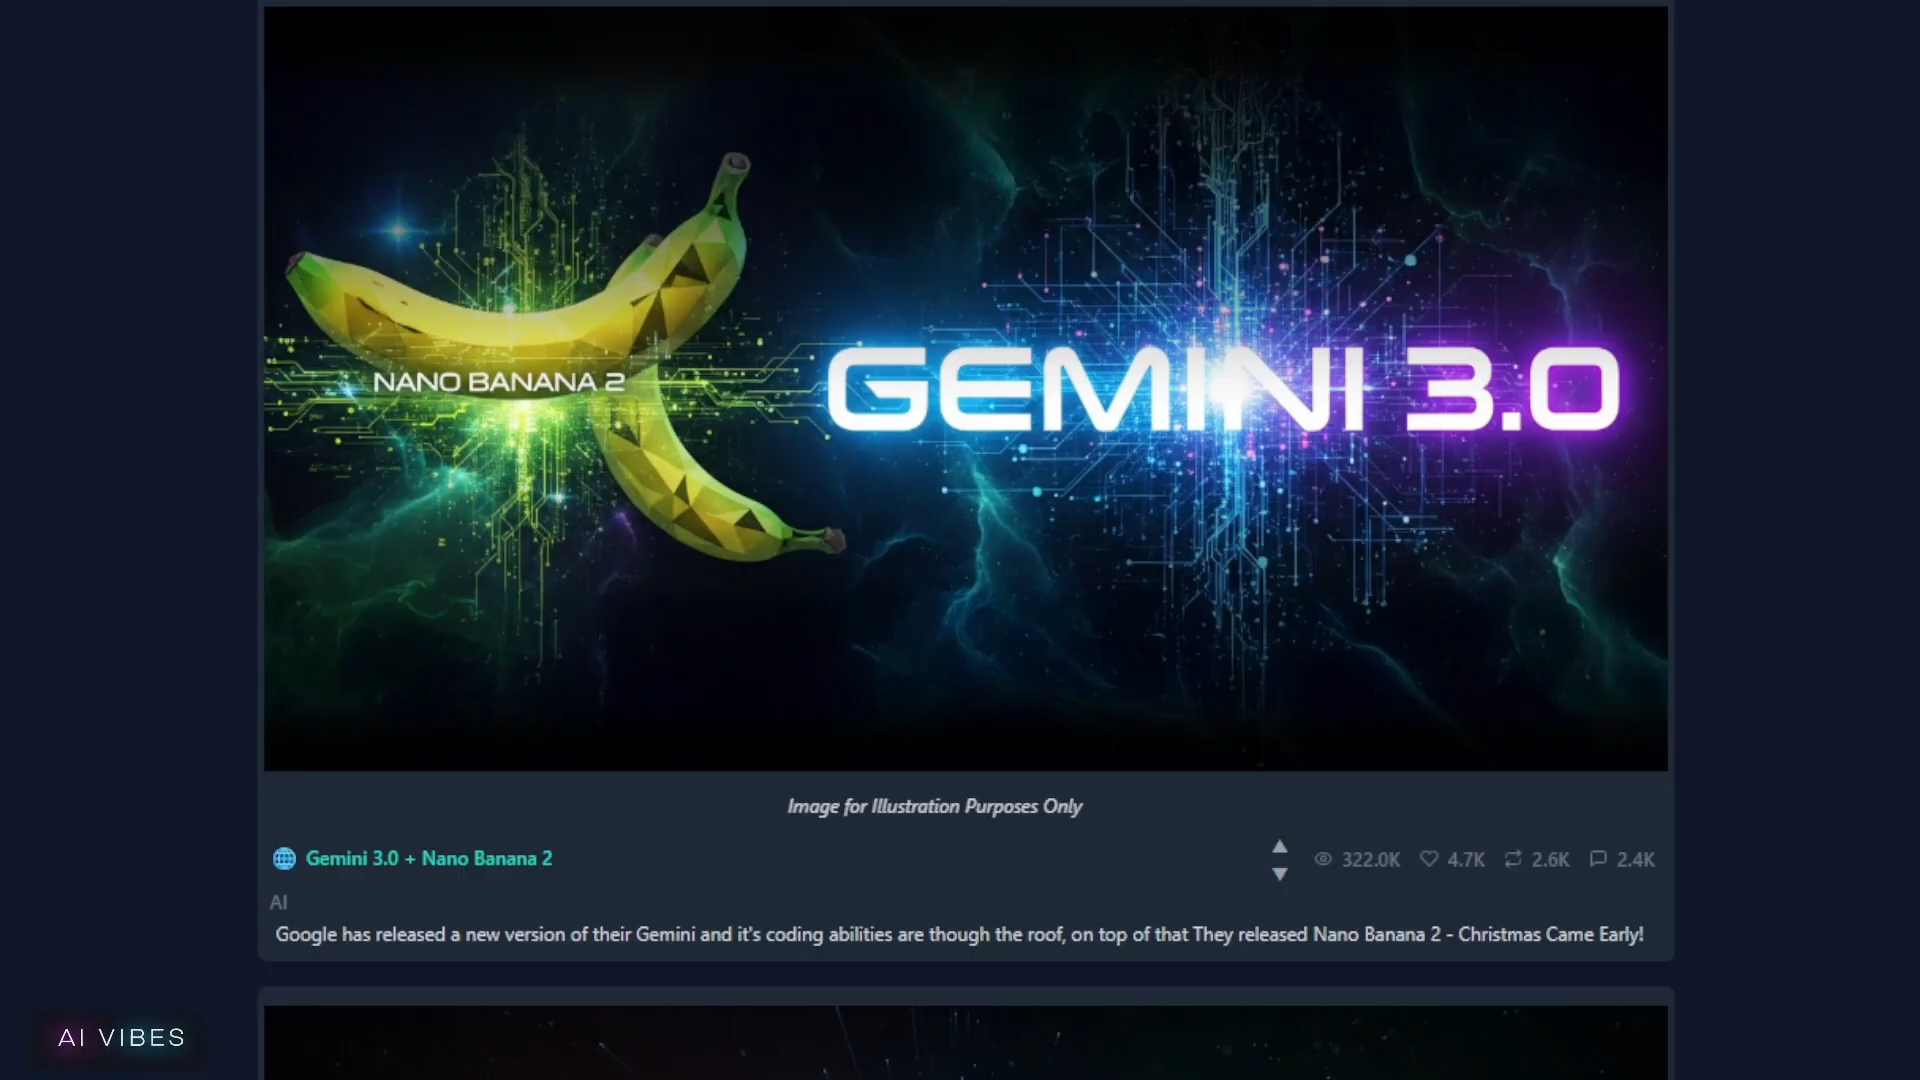 NANO BANANA 2
GEMINI 3.0
Image for Illustration Purposes Only
Gemini 3.0 + Nano Banana 2
322.0K 4.7K 2.6K 2.4K
AI
Google has released a new version of their Gemini and it's coding abilities are though the roof, on top of that They released Nano Banana 2 - Christmas Came Early!
AI VIBES